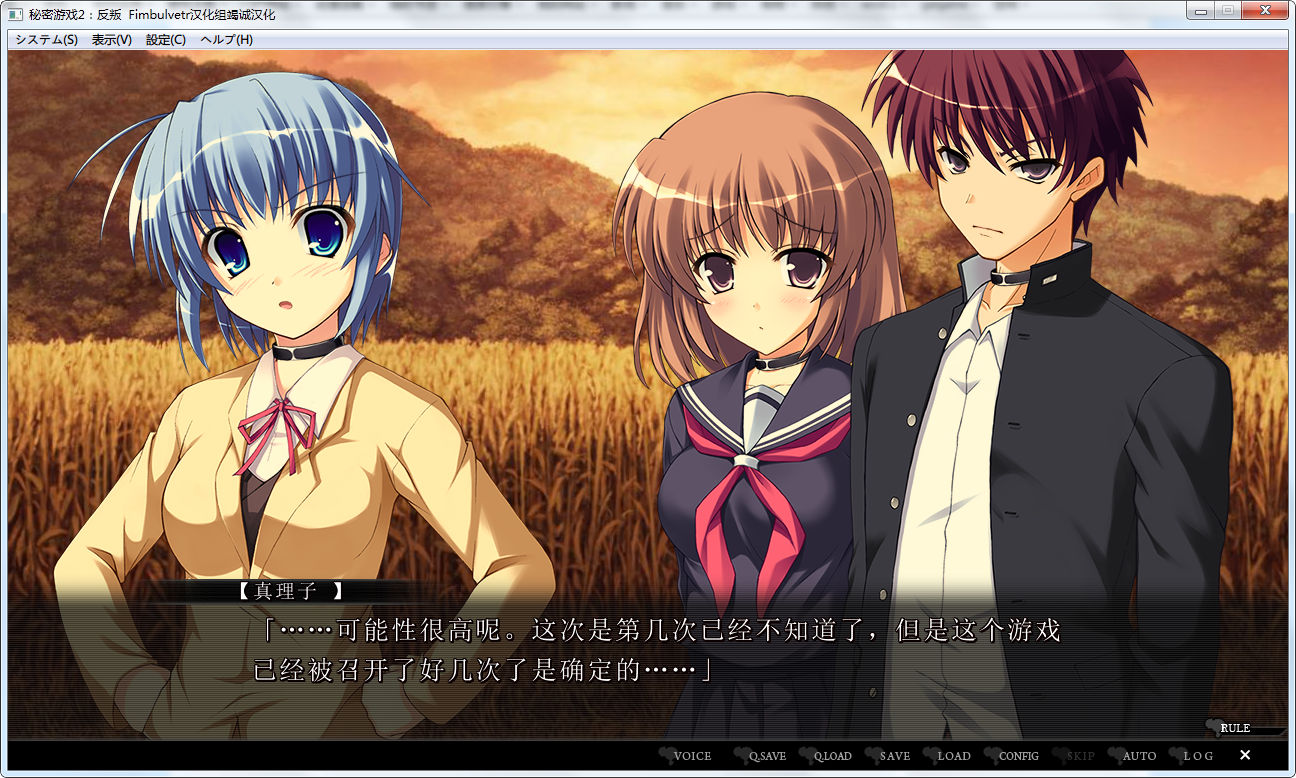 秘密游戏2：反叛 Fimbulvetr汉化组竭诚汉化
システム(S) 表示(V) 設定(C) ヘルプ(H)
【真理子 】
「……可能性很高呢。这次是第几次已经不知道了，但是这个游戏
已经被召开了好几次了是确定的……」
RULE
VOICE Q.SAVE Q.LOAD SAVE LOAD CONFIG SKIP AUTO LOG